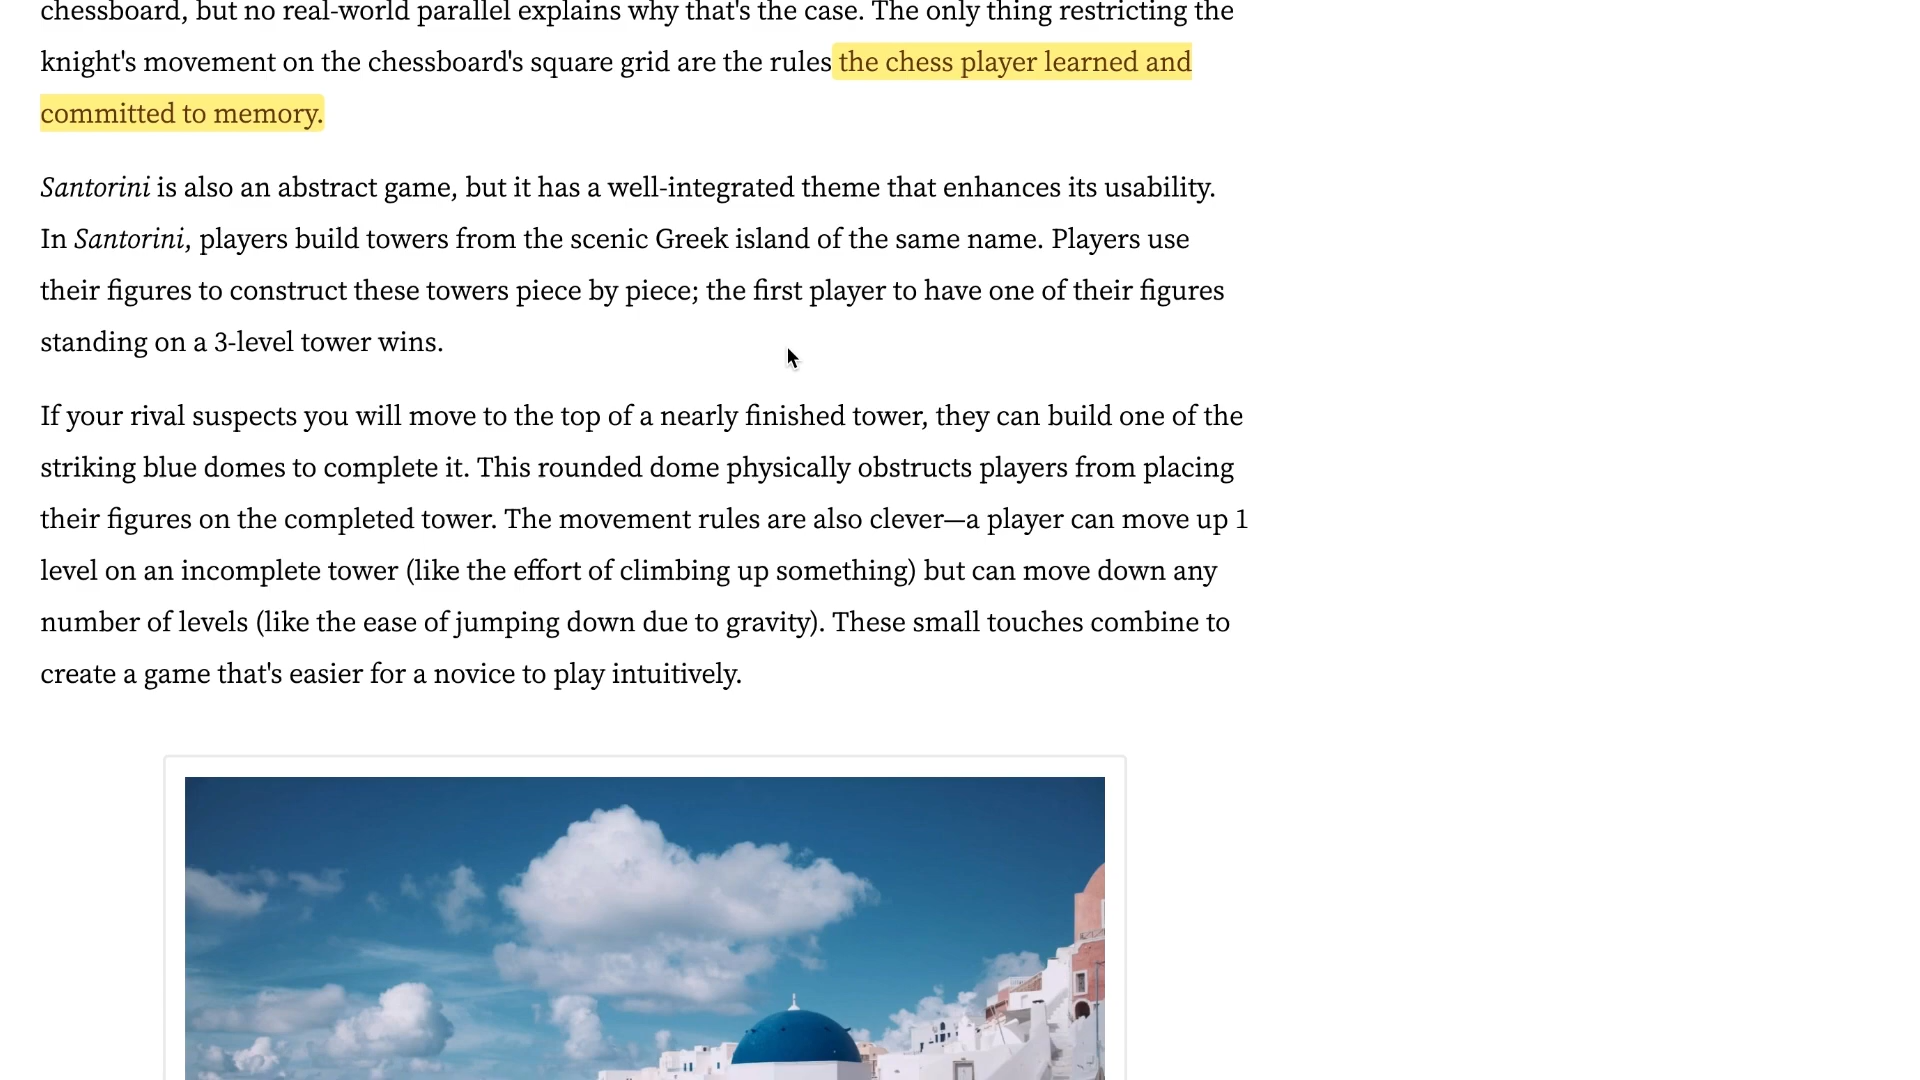 chessboard, but no real-world parallel explains why that's the case. The only thing restricting the
knight's movement on the chessboard's square grid are the rules the chess player learned and
committed to memory.
Santorini is also an abstract game, but it has a well-integrated theme that enhances its usability.
In Santorini, players build towers from the scenic Greek island of the same name. Players use
their figures to construct these towers piece by piece; the first player to have one of their figures
standing on a 3-level tower wins.
If your rival suspects you will move to the top of a nearly finished tower, they can build one of the
striking blue domes to complete it. This rounded dome physically obstructs players from placing
their figures on the completed tower. The movement rules are also clever—a player can move up 1
level on an incomplete tower (like the effort of climbing up something) but can move down any
number of levels (like the ease of jumping down due to gravity). These small touches combine to
create a game that's easier for a novice to play intuitively.